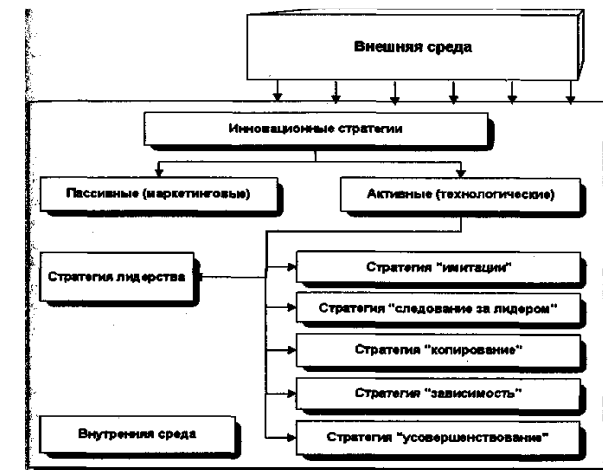 Внешняя среда
Инновационные стратегии
Пассивные (маркетинговые)
Активные (технологические)
Стратегия лидерства
Стратегия "имитации"
Стратегия "следование за лидером"
Стратегия "копирование"
Стратегия "зависимость"
Стратегия "усовершенствование"
Внутренняя среда